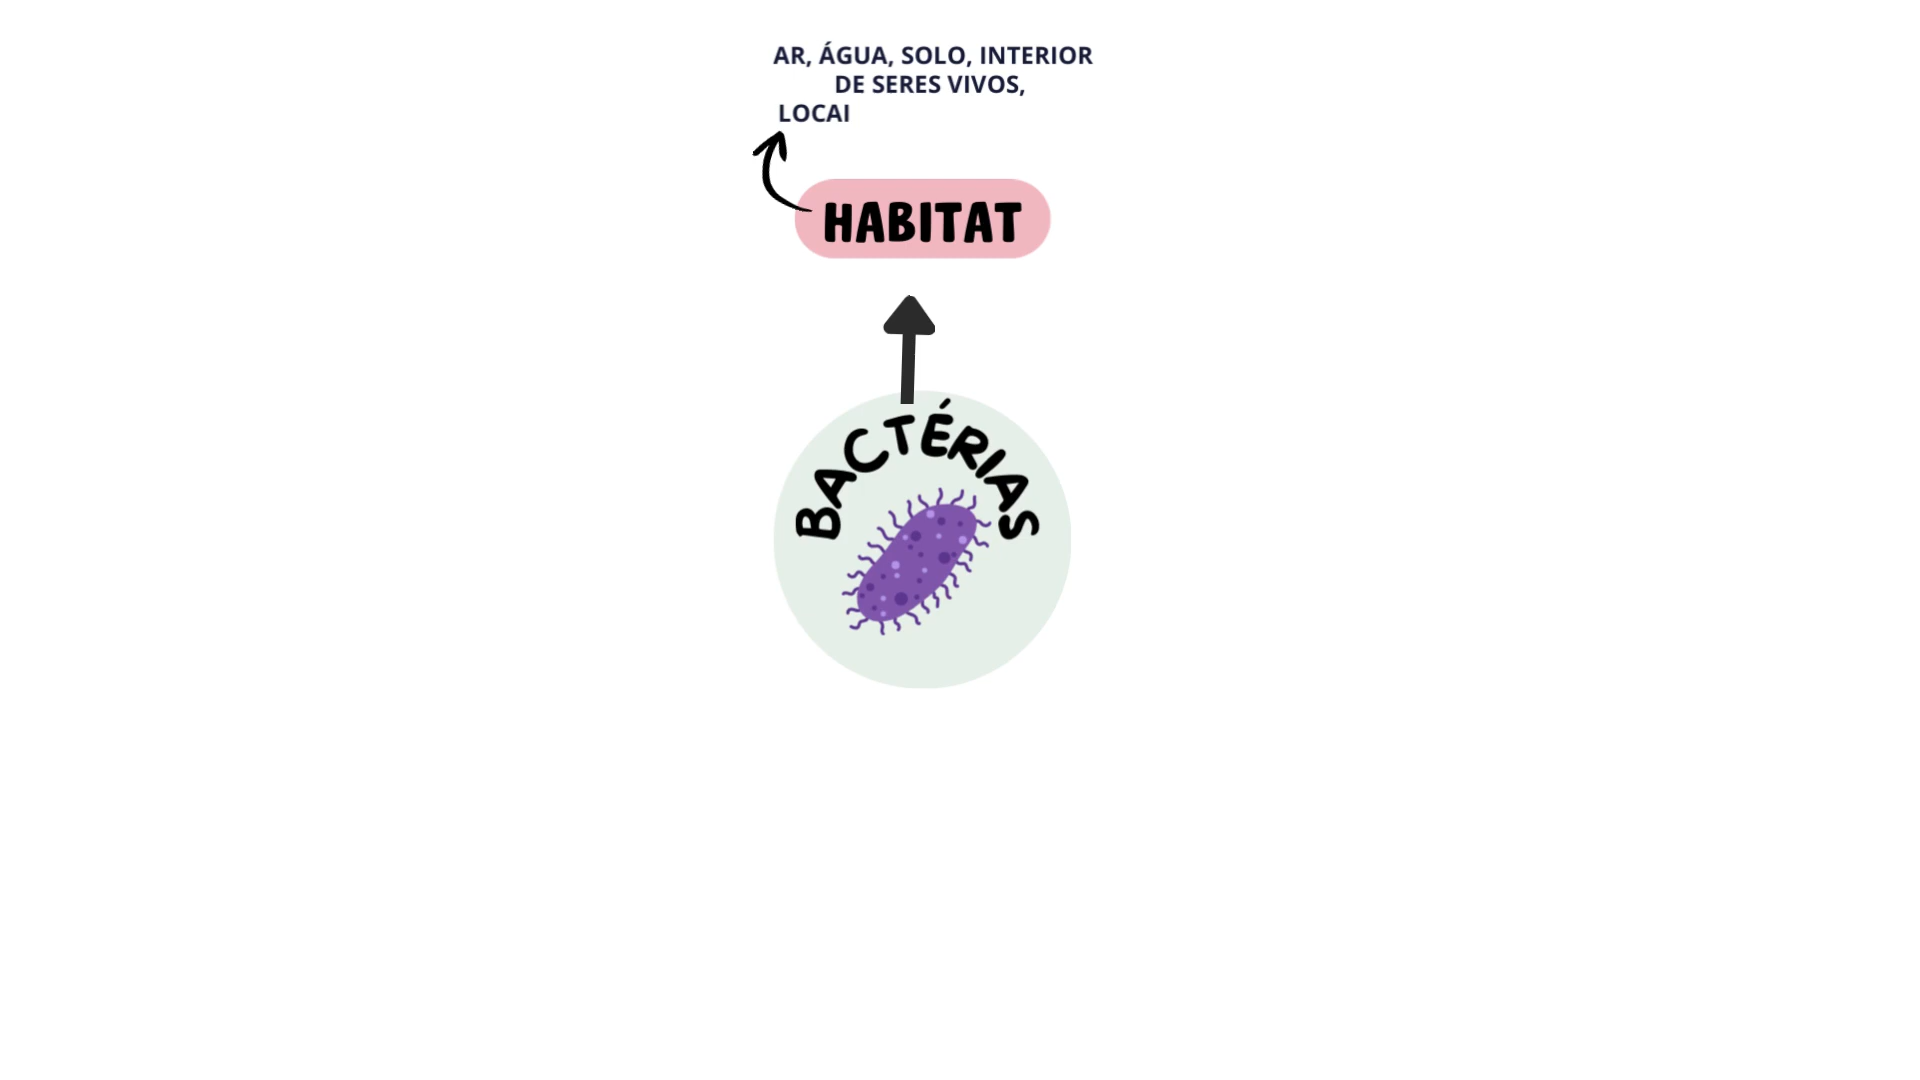 AR, ÁGUA, SOLO, INTERIOR
DE SERES VIVOS,
LOCAI
HABITAT
BACTÉRIAS